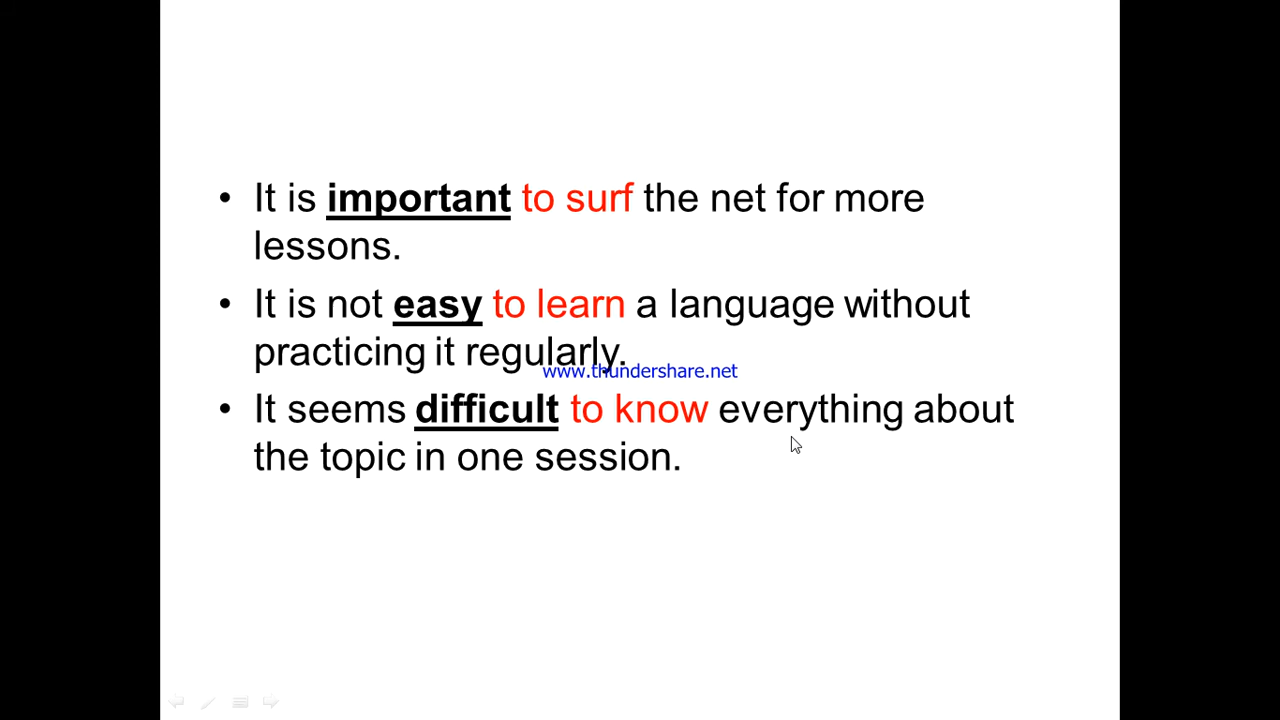 • It is important to surf the net for more
lessons.
• It is not easy to learn a language without
practicing it regularly.
www.thundershare.net
• It seems difficult to know everything about
the topic in one session.